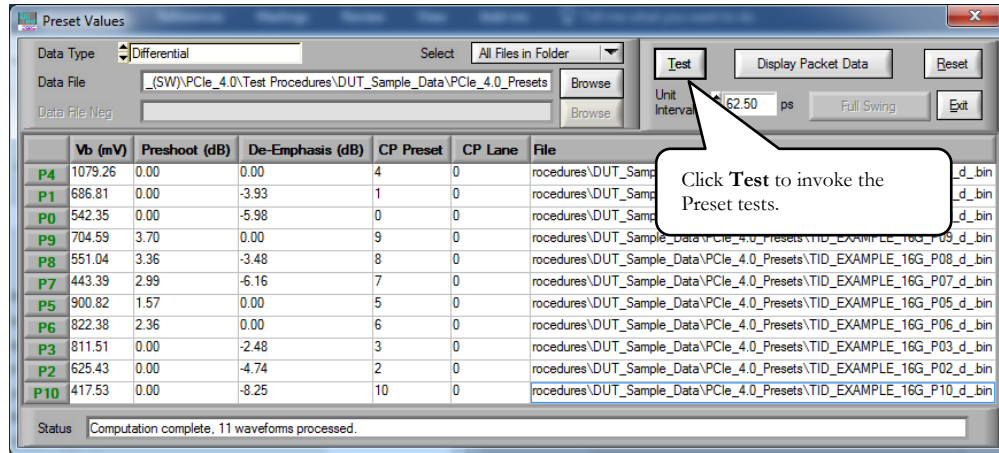 Preset Values
Data Type Differential Select All Files in Folder
Test Display Packet Data Reset
Data File _(SW)\PCIe_4.0\Test Procedures\DUT_Sample_Data\PCIe_4.0_Presets Browse
Unit Interval 62.50 ps Full Swing Exit
Data File Neg Browse
Vb (mV) Preshoot (dB) De-Emphasis (dB) CP Preset CP Lane File
Click Test to invoke the
Preset tests.
P4 1079.26 0.00 0.00 4 0 rocedures\DUT_Samp
P1 686.81 0.00 -3.93 1 0 rocedures\DUT_Samp _d_.bin
P0 542.35 0.00 -5.98 0 0 rocedures\DUT_Samp _d_.bin
P9 704.59 3.70 0.00 9 0 rocedures\DUT_Sample_Data\PCIe_4.0_Presets\TID_EXAMPLE_16G_P09_d_.bin
P8 551.04 3.36 -3.48 8 0 rocedures\DUT_Sample_Data\PCIe_4.0_Presets\TID_EXAMPLE_16G_P08_d_.bin
P7 443.39 2.99 -6.16 7 0 rocedures\DUT_Sample_Data\PCIe_4.0_Presets\TID_EXAMPLE_16G_P07_d_.bin
P5 900.82 1.57 0.00 5 0 rocedures\DUT_Sample_Data\PCIe_4.0_Presets\TID_EXAMPLE_16G_P05_d_.bin
P6 822.38 2.36 0.00 6 0 rocedures\DUT_Sample_Data\PCIe_4.0_Presets\TID_EXAMPLE_16G_P06_d_.bin
P3 811.51 0.00 -2.48 3 0 rocedures\DUT_Sample_Data\PCIe_4.0_Presets\TID_EXAMPLE_16G_P03_d_.bin
P2 625.43 0.00 -4.74 2 0 rocedures\DUT_Sample_Data\PCIe_4.0_Presets\TID_EXAMPLE_16G_P02_d_.bin
P10 417.53 0.00 -8.25 10 0 rocedures\DUT_Sample_Data\PCIe_4.0_Presets\TID_EXAMPLE_16G_P10_d_.bin
Status Computation complete, 11 waveforms processed.